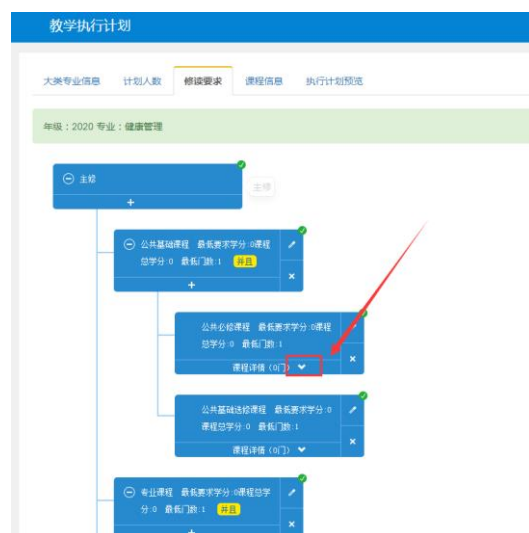 教学执行计划
大类专业信息 计划人数 修读要求 课程信息 执行计划预览
年级：2020 专业：健康管理
主修
主修
+
公共基础课程 最低要求学分:0课程
总学分:0 最低门数:1 并且
+
公共必修课程 最低要求学分:0课程
总学分:0 最低门数:1
课程详情（0门）
公共基础选修课程 最低要求学分:0
课程总学分:0 最低门数:1
课程详情（0门）
专业课程 最低要求学分:0课程总学
分:0 最低门数:1 并且
+